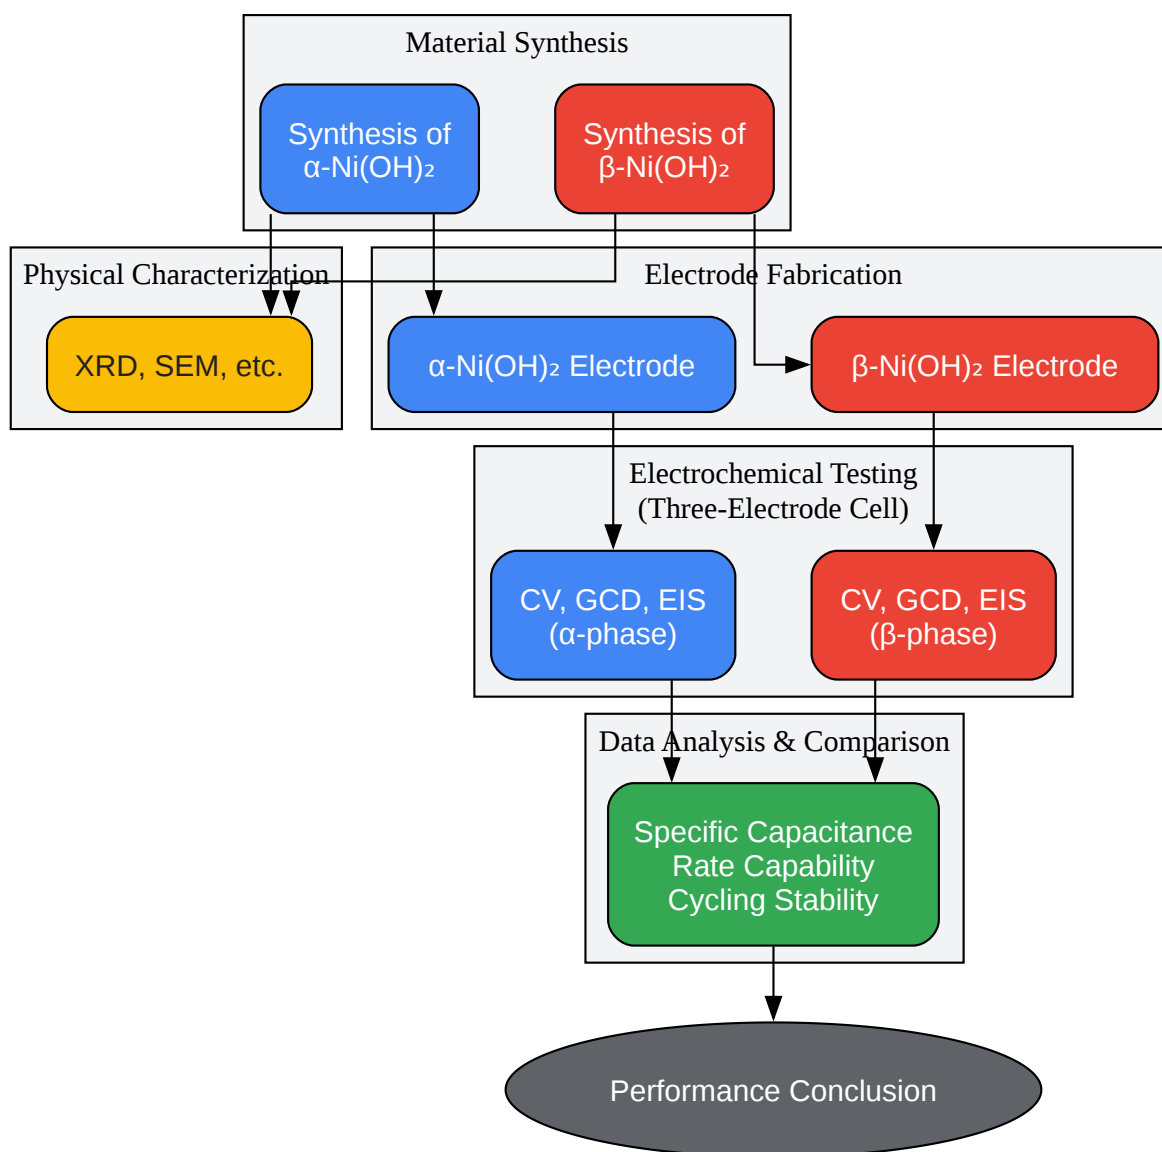 Material Synthesis
Synthesis of
α-Ni(OH)₂
Synthesis of
β-Ni(OH)₂
Physical Characterization
XRD, SEM, etc.
Electrode Fabrication
α-Ni(OH)₂ Electrode
β-Ni(OH)₂ Electrode
Electrochemical Testing
(Three-Electrode Cell)
CV, GCD, EIS
(α-phase)
CV, GCD, EIS
(β-phase)
Data Analysis & Comparison
Specific Capacitance
Rate Capability
Cycling Stability
Performance Conclusion